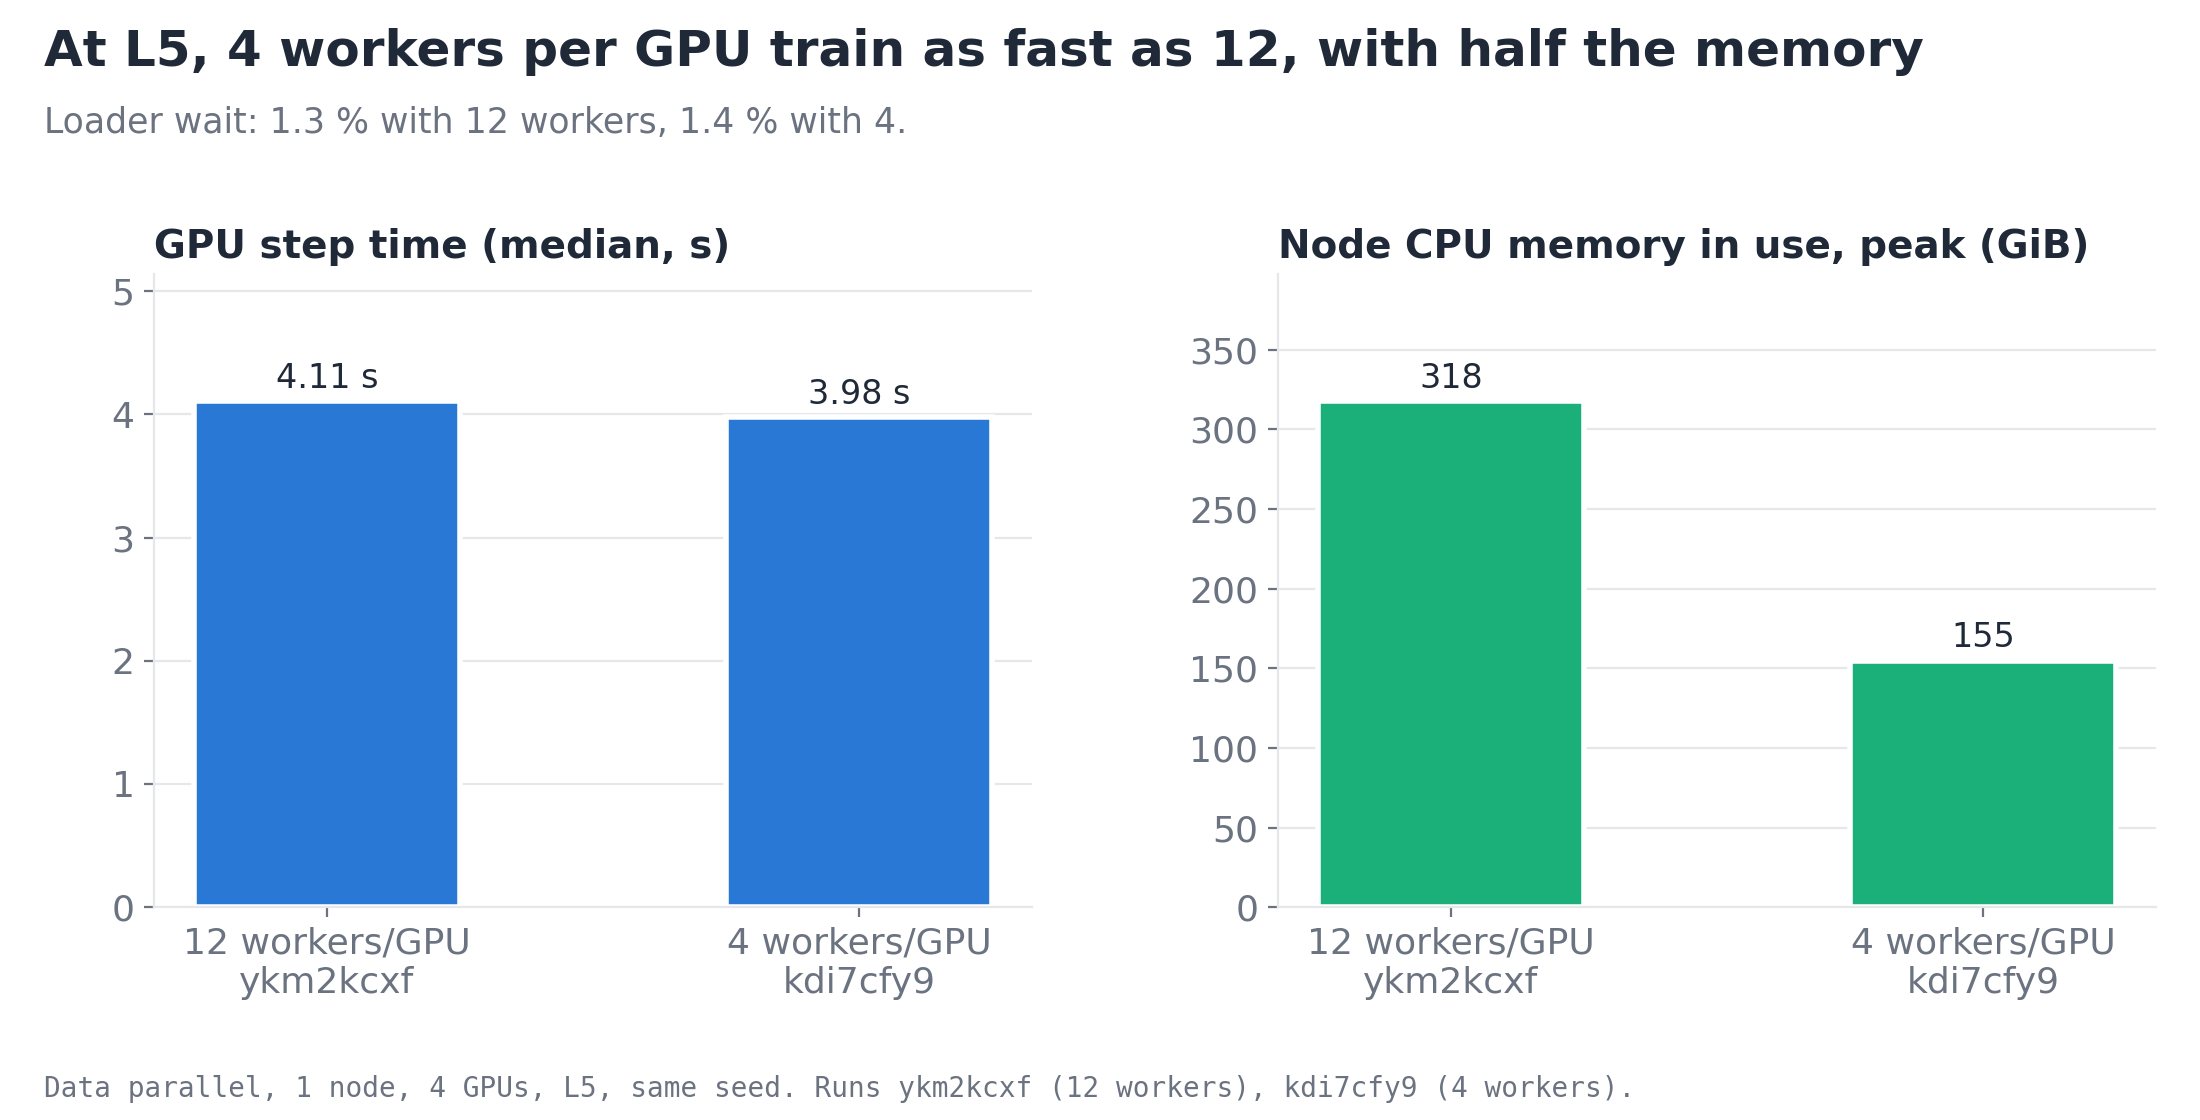 At L5, 4 workers per GPU train as fast as 12, with half the memory
Loader wait: 1.3 % with 12 workers, 1.4 % with 4.
GPU step time (median, s)
5
4
3
2
1
0
4.11 s
3.98 s
12 workers/GPU
ykm2kcxf
4 workers/GPU
kdi7cfy9
Node CPU memory in use, peak (GiB)
350
300
250
200
150
100
50
0
318
155
12 workers/GPU
ykm2kcxf
4 workers/GPU
kdi7cfy9
Data parallel, 1 node, 4 GPUs, L5, same seed. Runs ykm2kcxf (12 workers), kdi7cfy9 (4 workers).